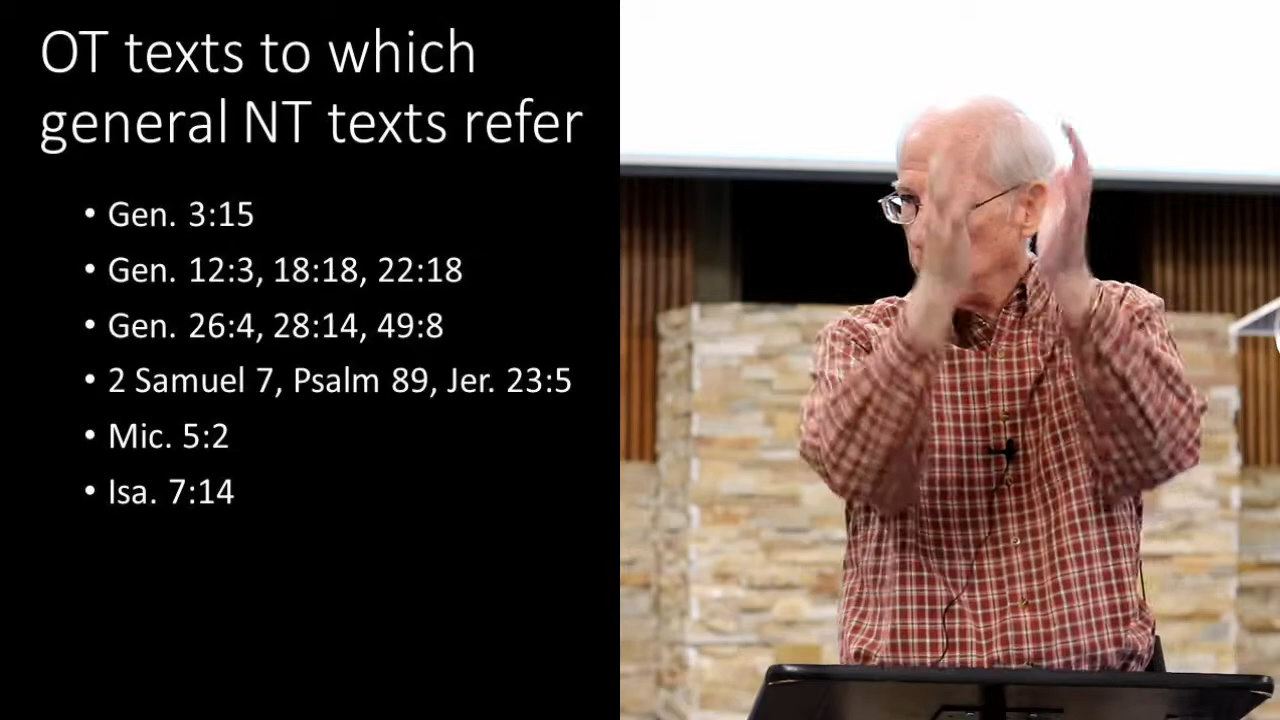 OT texts to which
general NT texts refer
• Gen. 3:15
• Gen. 12:3, 18:18, 22:18
• Gen. 26:4, 28:14, 49:8
• 2 Samuel 7, Psalm 89, Jer. 23:5
• Mic. 5:2
• Isa. 7:14